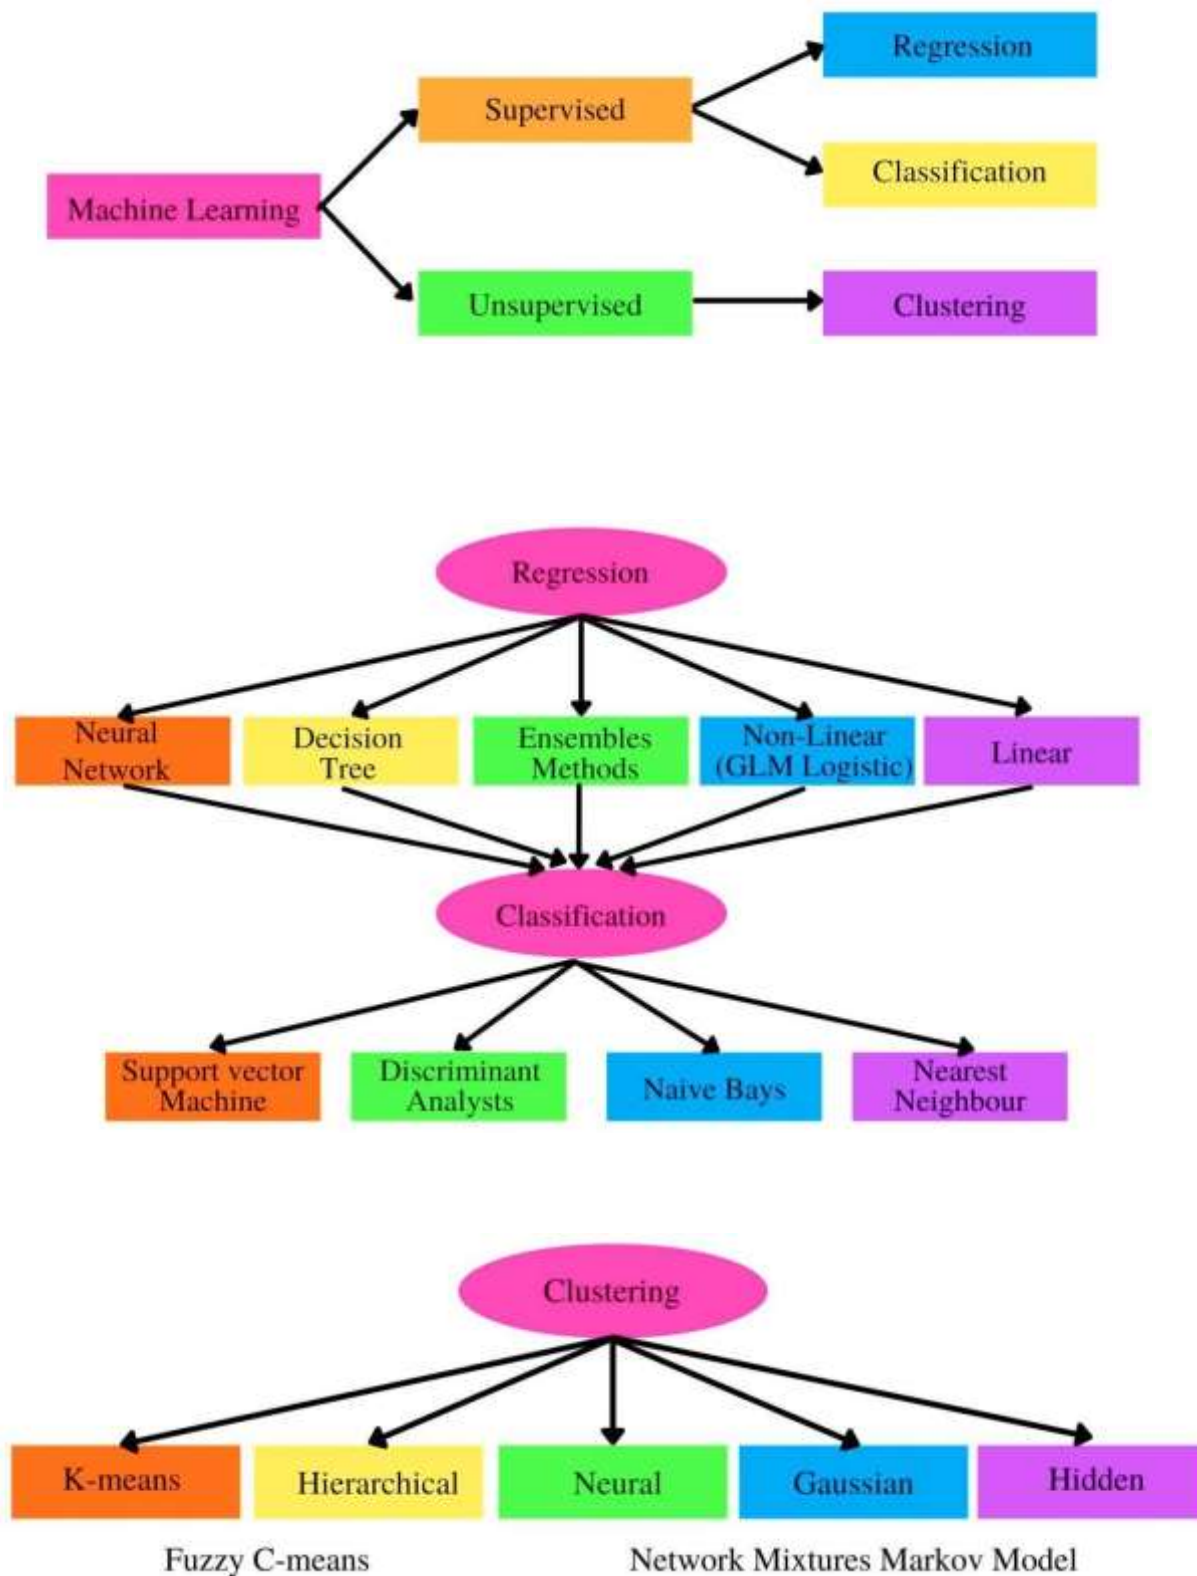 Regression
Supervised
Classification
Machine Learning
Unsupervised
Clustering
Regression
Neural
Network
Decision
Tree
Ensembles
Methods
Non-Linear
(GLM Logistic)
Linear
Classification
Support vector
Machine
Discriminant
Analysts
Naive Bays
Nearest
Neighbour
Clustering
K-means
Hierarchical
Neural
Gaussian
Hidden
Fuzzy C-means
Network Mixtures Markov Model